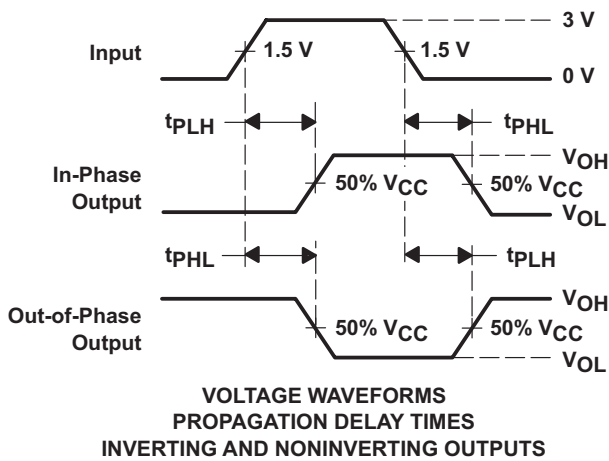 3 V
Input
1.5 V
1.5 V
0 V
tPLH
tPHL
VOH
In-Phase
Output
50% VCC
50% VCC
VOL
tPHL
tPLH
VOH
Out-of-Phase
Output
50% VCC
50% VCC
VOL
VOLTAGE WAVEFORMS
PROPAGATION DELAY TIMES
INVERTING AND NONINVERTING OUTPUTS